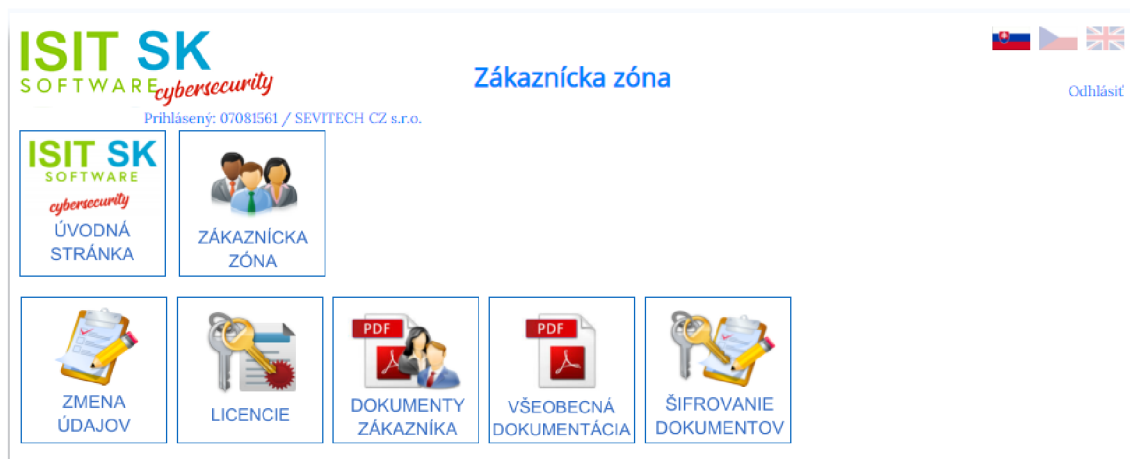 ISIT SK
SOFTWARE
cybersecurity
Zákaznícka zóna
Odhlásiť
Prihlásený: 07081561 / SEVITECH CZ s.r.o.
ISIT SK
SOFTWARE
cybersecurity
ÚVODNÁ
STRÁNKA
ZÁKAZNÍCKA
ZÓNA
ZMENA
ÚDAJOV
LICENCIE
PDF
DOKUMENTY
ZÁKAZNÍKA
PDF
VŠEOBECNÁ
DOKUMENTÁCIA
ŠIFROVANIE
DOKUMENTOV